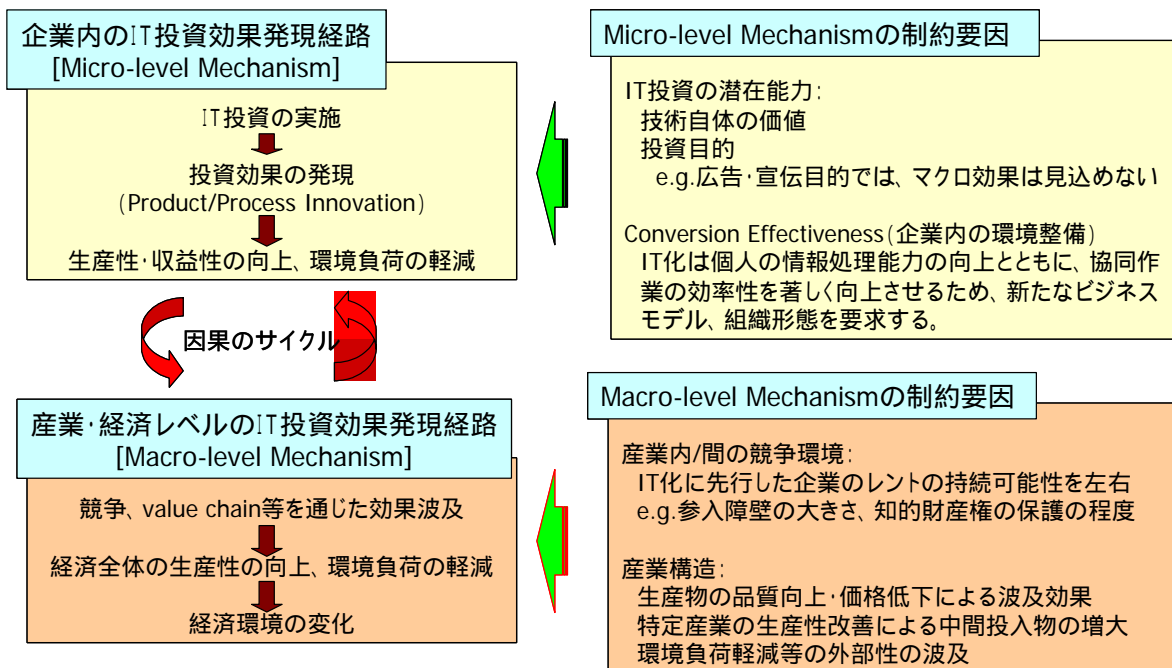 企業内のIT投資効果発現経路
[Micro-level Mechanism]
IT投資の実施
投資効果の発現
(Product/Process Innovation)
生産性・収益性の向上、環境負荷の軽減
因果のサイクル
産業・経済レベルのIT投資効果発現経路
[Macro-level Mechanism]
競争、value chain等を通じた効果波及
経済全体の生産性の向上、環境負荷の軽減
経済環境の変化
Micro-level Mechanismの制約要因
IT投資の潜在能力:
技術自体の価値
投資目的
e.g.広告・宣伝目的では、マクロ効果は見込めない
Conversion Effectiveness(企業内の環境整備)
IT化は個人の情報処理能力の向上とともに、協同作
業の効率性を著しく向上させるため、新たなビジネス
モデル、組織形態を要求する。
Macro-level Mechanismの制約要因
産業内/間の競争環境:
IT化に先行した企業のレントの持続可能性を左右
e.g.参入障壁の大きさ、知的財産権の保護の程度
産業構造:
生産物の品質向上・価格低下による波及効果
特定産業の生産性改善による中間投入物の増大
環境負荷軽減等の外部性の波及